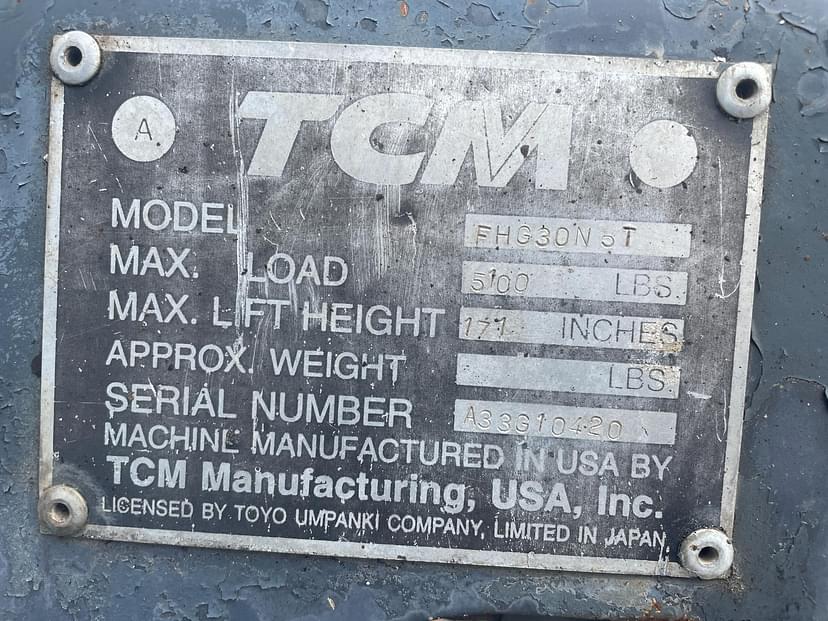 A
TCM
MODEL FHG30N5T
MAX. LOAD 5100 LBS.
MAX. LIFT HEIGHT 171 INCHES
APPROX. WEIGHT LBS.
SERIAL NUMBER A33G10420
MACHINE MANUFACTURED IN USA BY
TCM Manufacturing, USA, Inc.
LICENSED BY TOYO UMPANKI COMPANY, LIMITED IN JAPAN